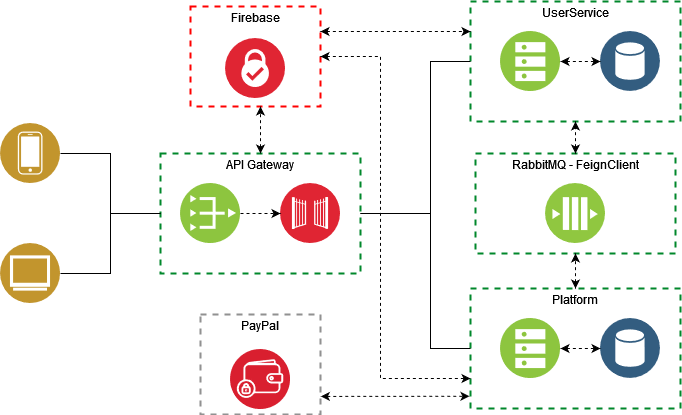 Firebase
UserService
API Gateway
RabbitMQ - FeignClient
PayPal
Platform